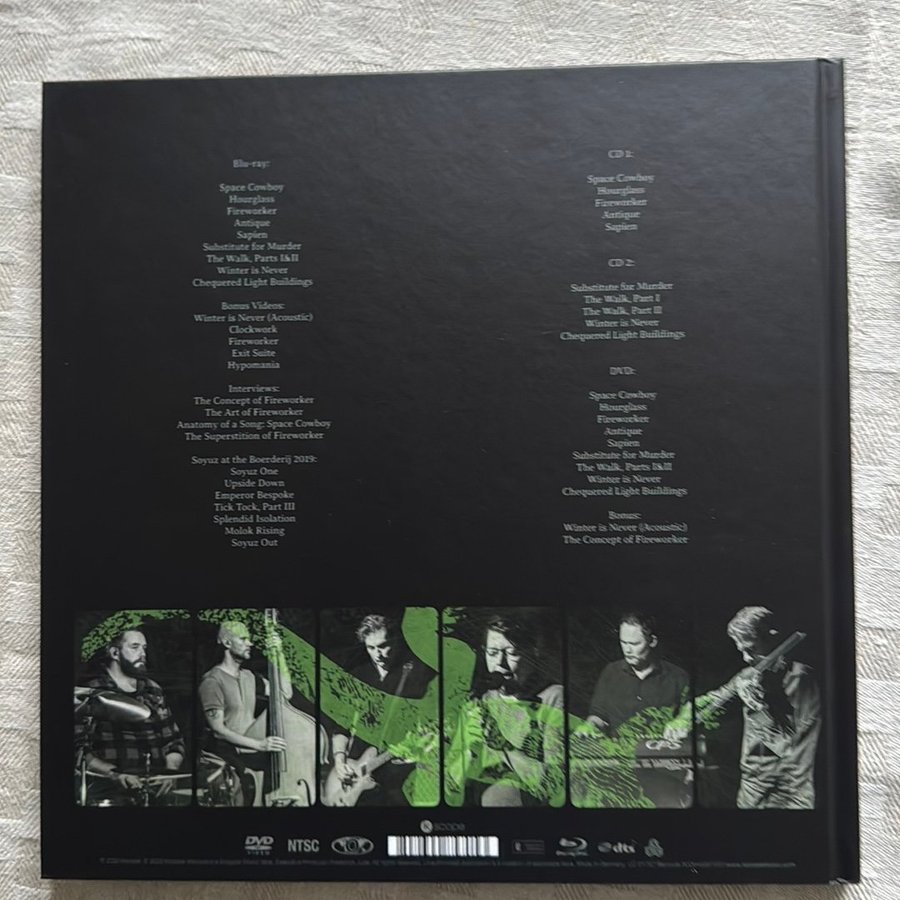 Blu-ray:
Space Cowboy
Hourglass
Fireworker
Antique
Sapien
Substitute for Murder
The Walk, Parts I&II
Winter is Never
Chequered Light Buildings
Bonus Videos:
Winter is Never (Acoustic)
Clockwork
Fireworker
Exit Suite
Hypomania
Interviews:
The Concept of Fireworker
The Art of Fireworker
Anatomy of a Song: Space Cowboy
The Superstition of Fireworker
Soyuz at the Boerderij 2019:
Soyuz One
Upside Down
Emperor Bespoke
Tick Tock, Part III
Splendid Isolation
Molok Rising
Soyuz Out
CD 1:
Space Cowboy
Hourglass
Fireworker
Antique
Sapien
CD 2:
Substitute for Murder
The Walk, Part I
The Walk, Part II
Winter is Never
Chequered Light Buildings
DVD:
Space Cowboy
Hourglass
Fireworker
Antique
Sapien
Substitute for Murder
The Walk, Parts I&II
Winter is Never
Chequered Light Buildings
Bonus:
Winter is Never (Acoustic)
The Concept of Fireworker
kscope
DVD
VIDEO
NTSC
dts